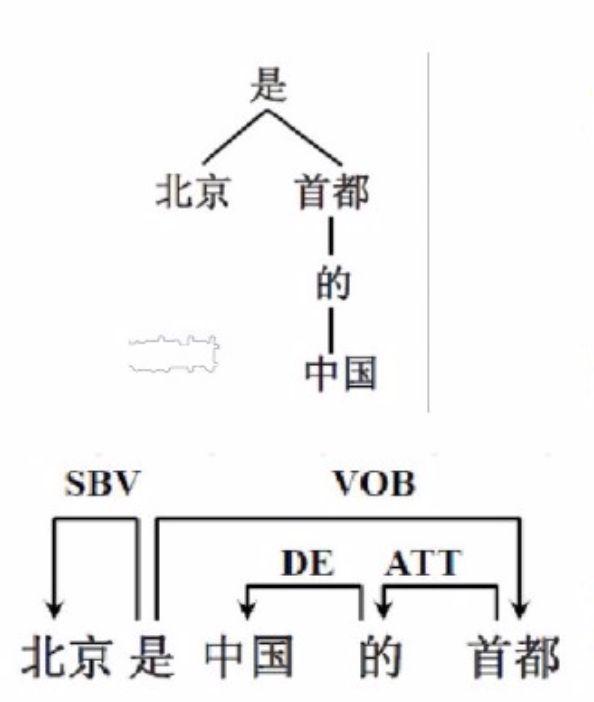 是
北京 首都
的
中国
SBV VOB
DE ATT
北京 是 中国 的 首都